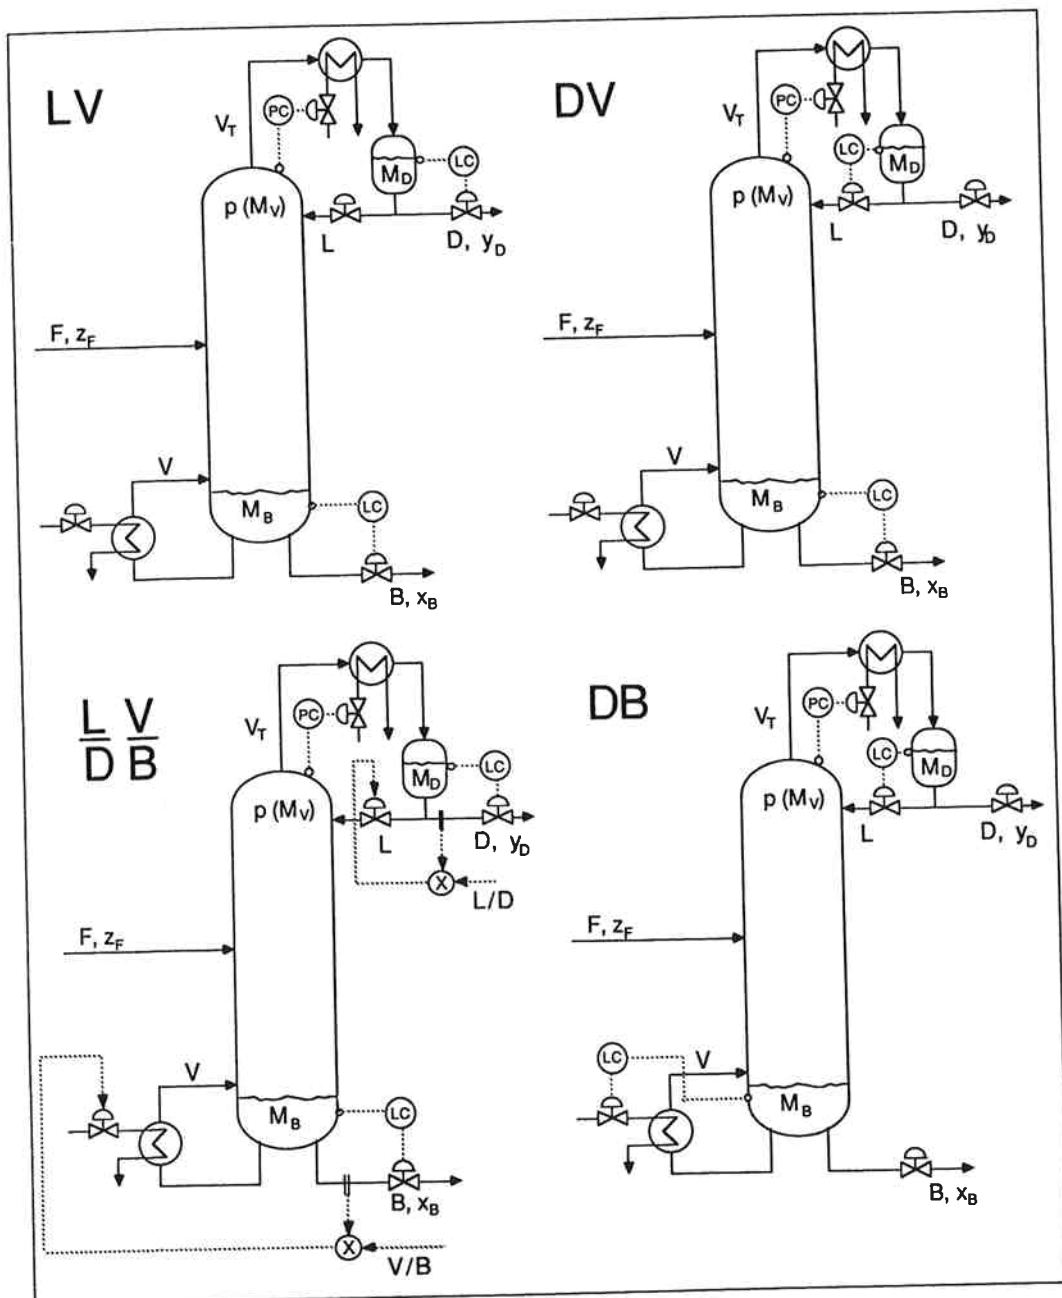 LV
V_T
PC
LC
M_D
p (M_V)
L
D, y_D
F, z_F
V
M_B
LC
B, x_B
DV
V_T
PC
LC
M_D
p (M_V)
L
D, y_D
F, z_F
V
M_B
LC
B, x_B
L/D V/B
V_T
PC
LC
M_D
p (M_V)
L
D, y_D
X
L/D
F, z_F
V
M_B
LC
B, x_B
X
V/B
DB
V_T
PC
LC
M_D
p (M_V)
L
D, y_D
F, z_F
LC
V
M_B
B, x_B